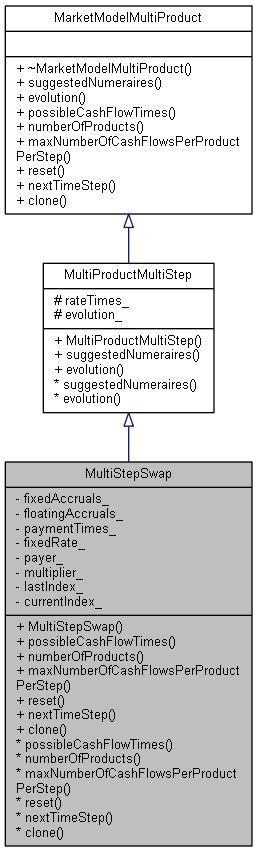 MarketModelMultiProduct
+ ~MarketModelMultiProduct()
+ suggestedNumeraires()
+ evolution()
+ possibleCashFlowTimes()
+ numberOfProducts()
+ maxNumberOfCashFlowsPerProduct
PerStep()
+ reset()
+ nextTimeStep()
+ clone()
MultiProductMultiStep
# rateTimes_
# evolution_
+ MultiProductMultiStep()
+ suggestedNumeraires()
+ evolution()
* suggestedNumeraires()
* evolution()
MultiStepSwap
- fixedAccruals_
- floatingAccruals_
- paymentTimes_
- fixedRate_
- payer_
- multiplier_
- lastIndex_
- currentIndex_
+ MultiStepSwap()
+ possibleCashFlowTimes()
+ numberOfProducts()
+ maxNumberOfCashFlowsPerProduct
PerStep()
+ reset()
+ nextTimeStep()
+ clone()
* possibleCashFlowTimes()
* numberOfProducts()
* maxNumberOfCashFlowsPerProduct
PerStep()
* reset()
* nextTimeStep()
* clone()